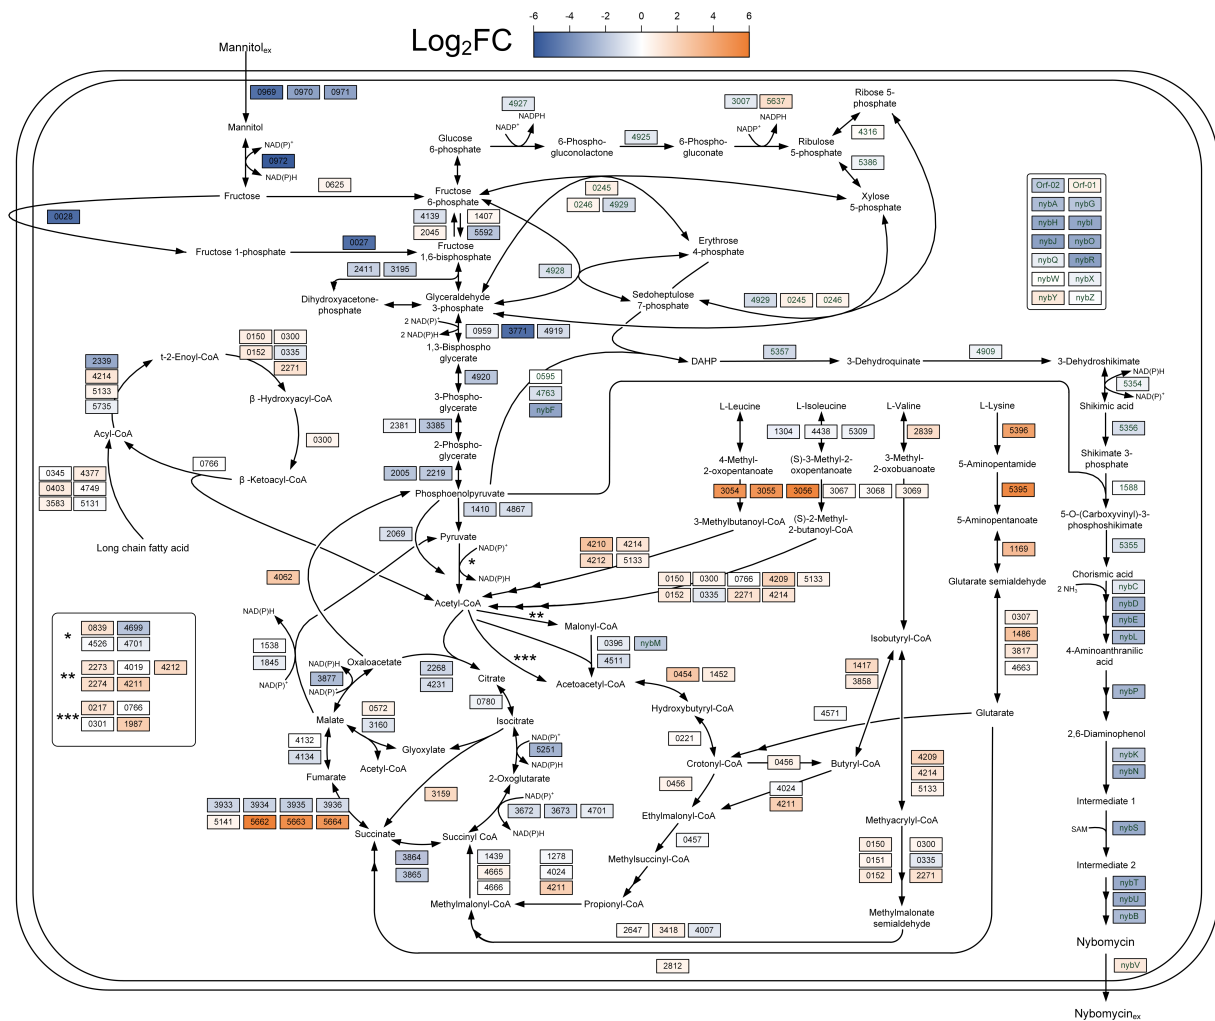 Log2FC
-6 -4 -2 0 2 4 6
Mannitolex
0969 0970 0971
Mannitol
NAD(P)+
0972
NAD(P)H
Fructose
0625
0028
Fructose 1-phosphate
0027
Glucose
6-phosphate
4927
NADP+
NADPH
6-Phospho-
gluconolactone
4925
6-Phospho-
gluconate
3007 5637
NADP+
NADPH
Ribulose
5-phosphate
Ribose 5-
phosphate
4316
5386
Xylose
5-phosphate
Fructose
6-phosphate
4139 1407
2045 5592
Fructose
1,6-bisphosphate
2411 3195
Dihydroxyacetone-
phosphate
Glyceraldehyde
3-phosphate
0245
0246 4929
Erythrose
4-phosphate
4928
Sedoheptulose
7-phosphate
4929 0245 0246
Orf-02 Orf-01
nybA nybG
nybH nybI
nybJ nybO
nybQ nybR
nybW nybX
nybY nybZ
2 NAD(P)+
2 NAD(P)H
0959 3771 4919
1,3-Bisphospho
glycerate
4920
3-Phospho-
glycerate
2381 3385
2-Phospho-
glycerate
2005 2219
Phosphoenolpyruvate
1410 4867
0595
4763
nybF
DAHP
5357
3-Dehydroquinate
4909
3-Dehydroshikimate
NAD(P)H
5354
NAD(P)+
Shikimic acid
5356
Shikimate 3-
phosphate
1588
5-O-(Carboxyvinyl)-3-
phosphoshikimate
5355
Chorismic acid
2 NH3
nybC
nybD
nybE
nybL
4-Aminoanthranilic
acid
nybP
2,6-Diaminophenol
nybK
nybN
Intermediate 1
SAM
nybS
Intermediate 2
nybT
nybU
nybB
Nybomycin
nybV
Nybomycinex
t-2-Enoyl-CoA
0150 0300
0152 0335
2271
2339
4214
5133
5735
β -Hydroxyacyl-CoA
0300
Acyl-CoA
0766
β -Ketoacyl-CoA
0345 4377
0403 4749
3583 5131
Long chain fatty acid
L-Leucine
L-Isoleucine
L-Valine
L-Lysine
1304 4438 5309
2839
5396
4-Methyl-
2-oxopentanoate
(S)-3-Methyl-2-
oxopentanoate
3-Methyl-
2-oxobuanoate
5-Aminopentamide
3054 3055 3056 3067 3068 3069
5395
3-Methylbutanoyl-CoA
(S)-2-Methyl-
2-butanoyl-CoA
5-Aminopentanoate
1169
Glutarate semialdehyde
0307
1486
3817
4663
Glutarate
2069
Pyruvate
NAD(P)+
*
NAD(P)H
4210 4214
4212 5133
0150 0300 0766 4209 5133
0152 0335 2271 4214
Acetyl-CoA
**
Malonyl-CoA
***
0396 nybM
4511
Acetoacetyl-CoA
4062
NAD(P)H
1538
1845
NAD(P)+
Oxaloacetate
NAD(P)H
3877
NAD(P)+
2268
4231
Citrate
0780
Isocitrate
Malate
0572
3160
Glyoxylate
Acetyl-CoA
NAD(P)+
5251
NAD(P)H
2-Oxoglutarate
4132
4134
Fumarate
3933 3934 3935 3936
5141 5662 5663 5664
3159
Succinate
NAD(P)+
3672 3673 4701
NAD(P)H
Succinyl CoA
3864
3865
1439
4665
4666
1278
4024
4211
Methylmalonyl-CoA
Propionyl-CoA
* 0839 4699
4526 4701
** 2273 4019 4212
2274 4211
*** 0217 0766
0301 1987
0454 1452
Hydroxybutyryl-CoA
0221
Crotonyl-CoA
0456
Butyryl-CoA
4571
0456
4024
4211
Ethylmalonyl-CoA
0457
Methylsuccinyl-CoA
Isobutyryl-CoA
1417
3858
4209
4214
5133
Methyacrylyl-CoA
0150 0300
0151 0335
0152 2271
Methylmalonate
semialdehyde
2647 3418 4007
2812